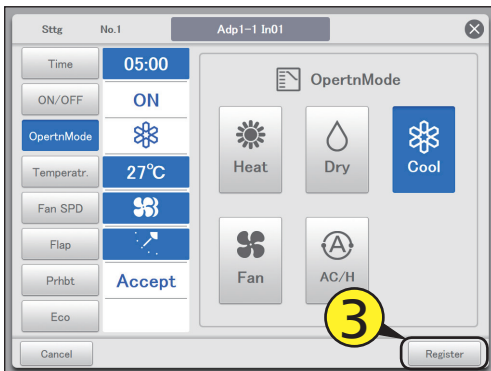 Sttg No.1 Adp1-1 In01
Time 05:00
ON/OFF ON
OpertnMode
Temperatr. 27°C
Fan SPD
Flap
Prhbt Accept
Eco
OpertnMode
Heat Dry Cool
Fan AC/H
3
Cancel Register